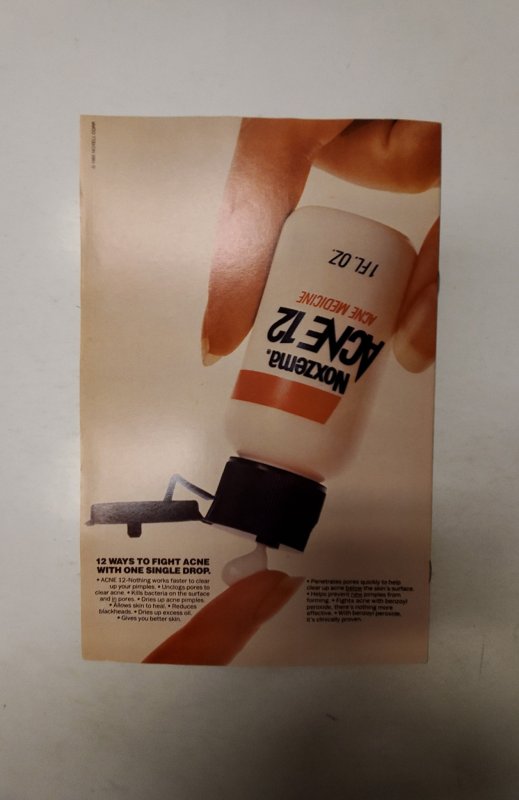 1 FL. OZ.
ACNE MEDICINE
ACNE 12
Noxzema.
12 WAYS TO FIGHT ACNE
WITH ONE SINGLE DROP.
• ACNE 12-Nothing works faster to clear
up your pimples. • Unclogs pores to
clear acne. • Kills bacteria on the surface
and in pores. • Dries up acne pimples.
• Allows skin to heal. • Reduces
blackheads. • Dries up excess oil.
• Gives you better skin.
• Penetrates pores quickly to help
clear up acne below the skin's surface.
• Helps prevent new pimples from
forming. • Fights acne with benzoyl
peroxide, there's nothing more
effective. • With benzoyl peroxide,
it's clinically proven.